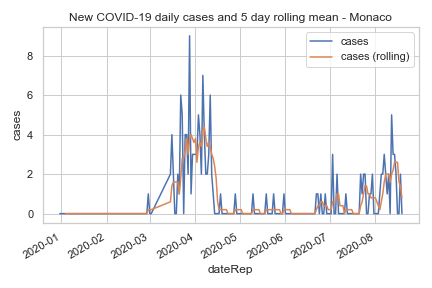 New COVID-19 daily cases and 5 day rolling mean - Monaco
cases
cases (rolling)
cases
8
6
4
2
0
2020-01
2020-02
2020-03
2020-04
2020-05
2020-06
2020-07
2020-08
dateRep